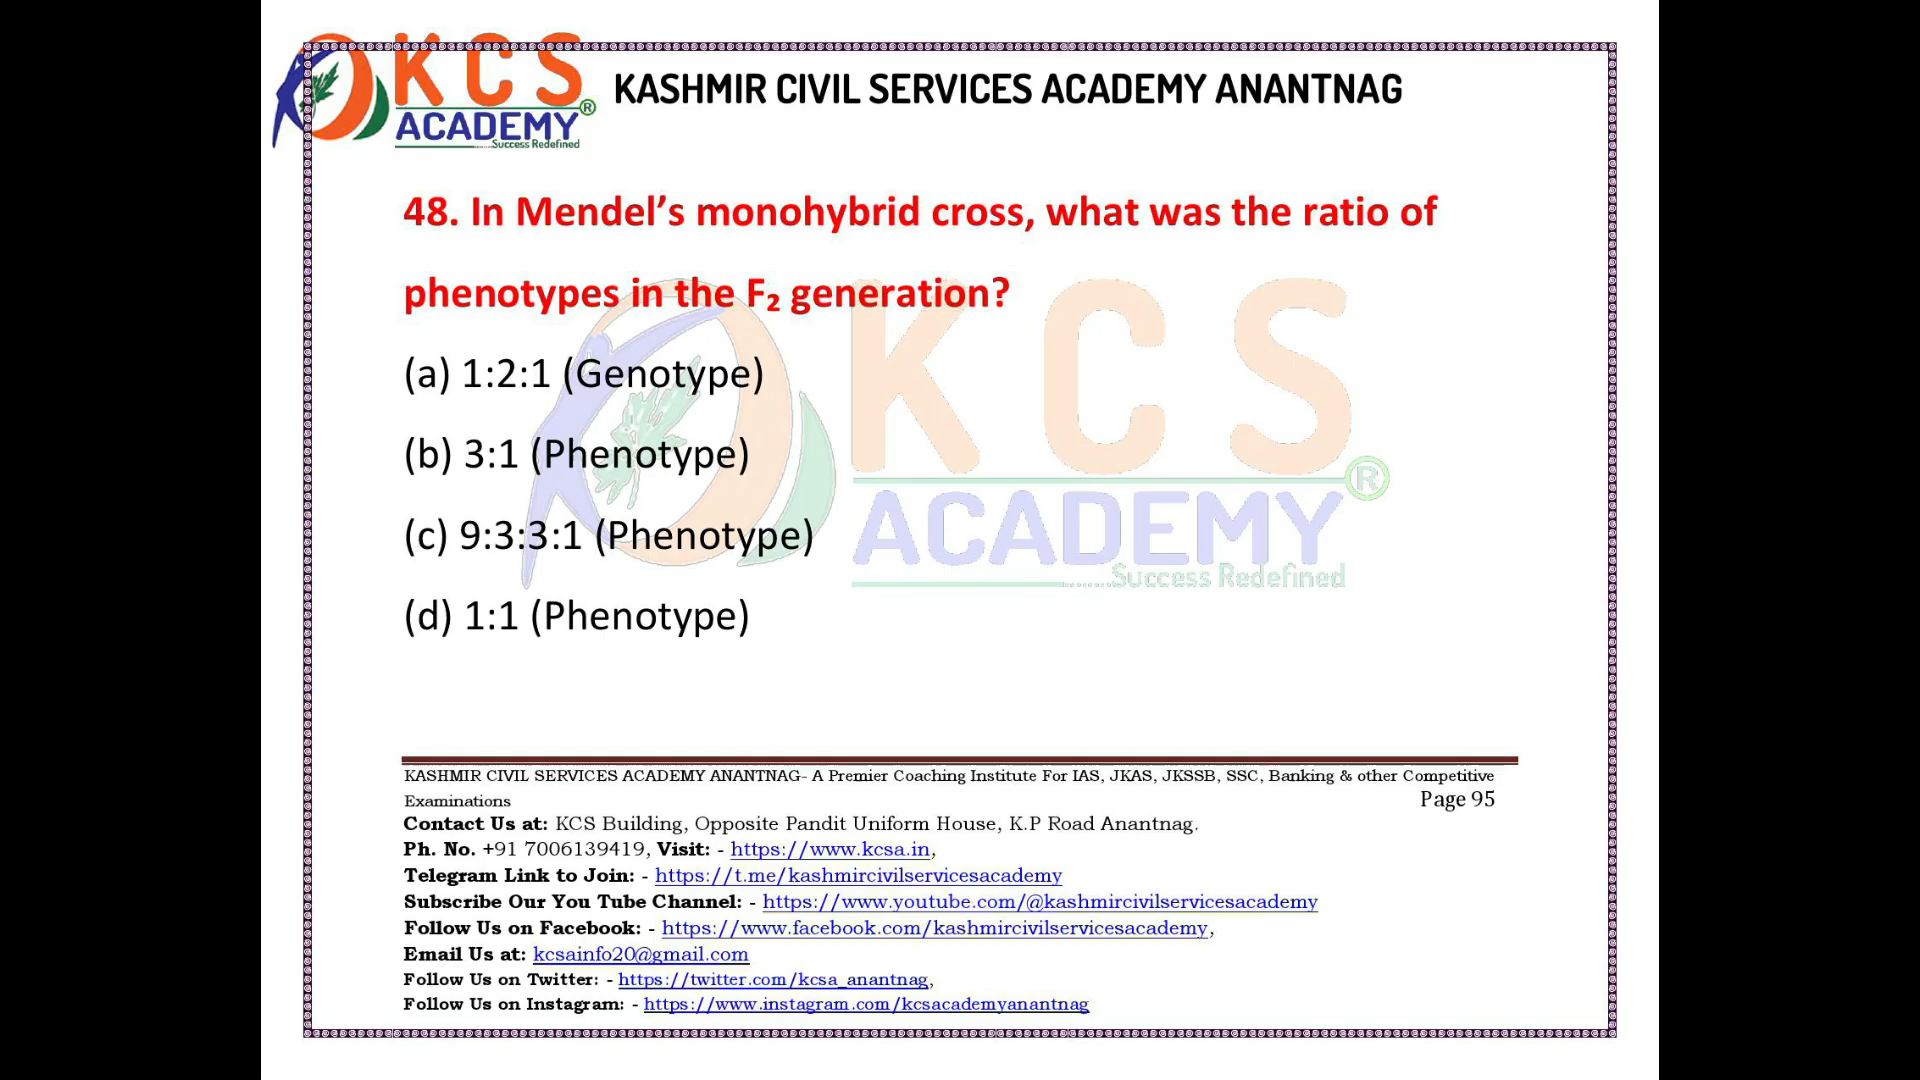 KCS
ACADEMY®
......Success Redefined
KASHMIR CIVIL SERVICES ACADEMY ANANTNAG
48. In Mendel’s monohybrid cross, what was the ratio of
phenotypes in the F₂ generation?
(a) 1:2:1 (Genotype)
(b) 3:1 (Phenotype)
(c) 9:3:3:1 (Phenotype)
(d) 1:1 (Phenotype)
KCS
ACADEMY®
.......Success Redefined
KASHMIR CIVIL SERVICES ACADEMY ANANTNAG- A Premier Coaching Institute For IAS, JKAS, JKSSB, SSC, Banking & other Competitive
Examinations Page 95
Contact Us at: KCS Building, Opposite Pandit Uniform House, K.P Road Anantnag.
Ph. No. +91 7006139419, Visit: - https://www.kcsa.in,
Telegram Link to Join: - https://t.me/kashmircivilservicesacademy
Subscribe Our You Tube Channel: - https://www.youtube.com/@kashmircivilservicesacademy
Follow Us on Facebook: - https://www.facebook.com/kashmircivilservicesacademy,
Email Us at: kcsainfo20@gmail.com
Follow Us on Twitter: - https://twitter.com/kcsa_anantnag,
Follow Us on Instagram: - https://www.instagram.com/kcsacademyanantnag